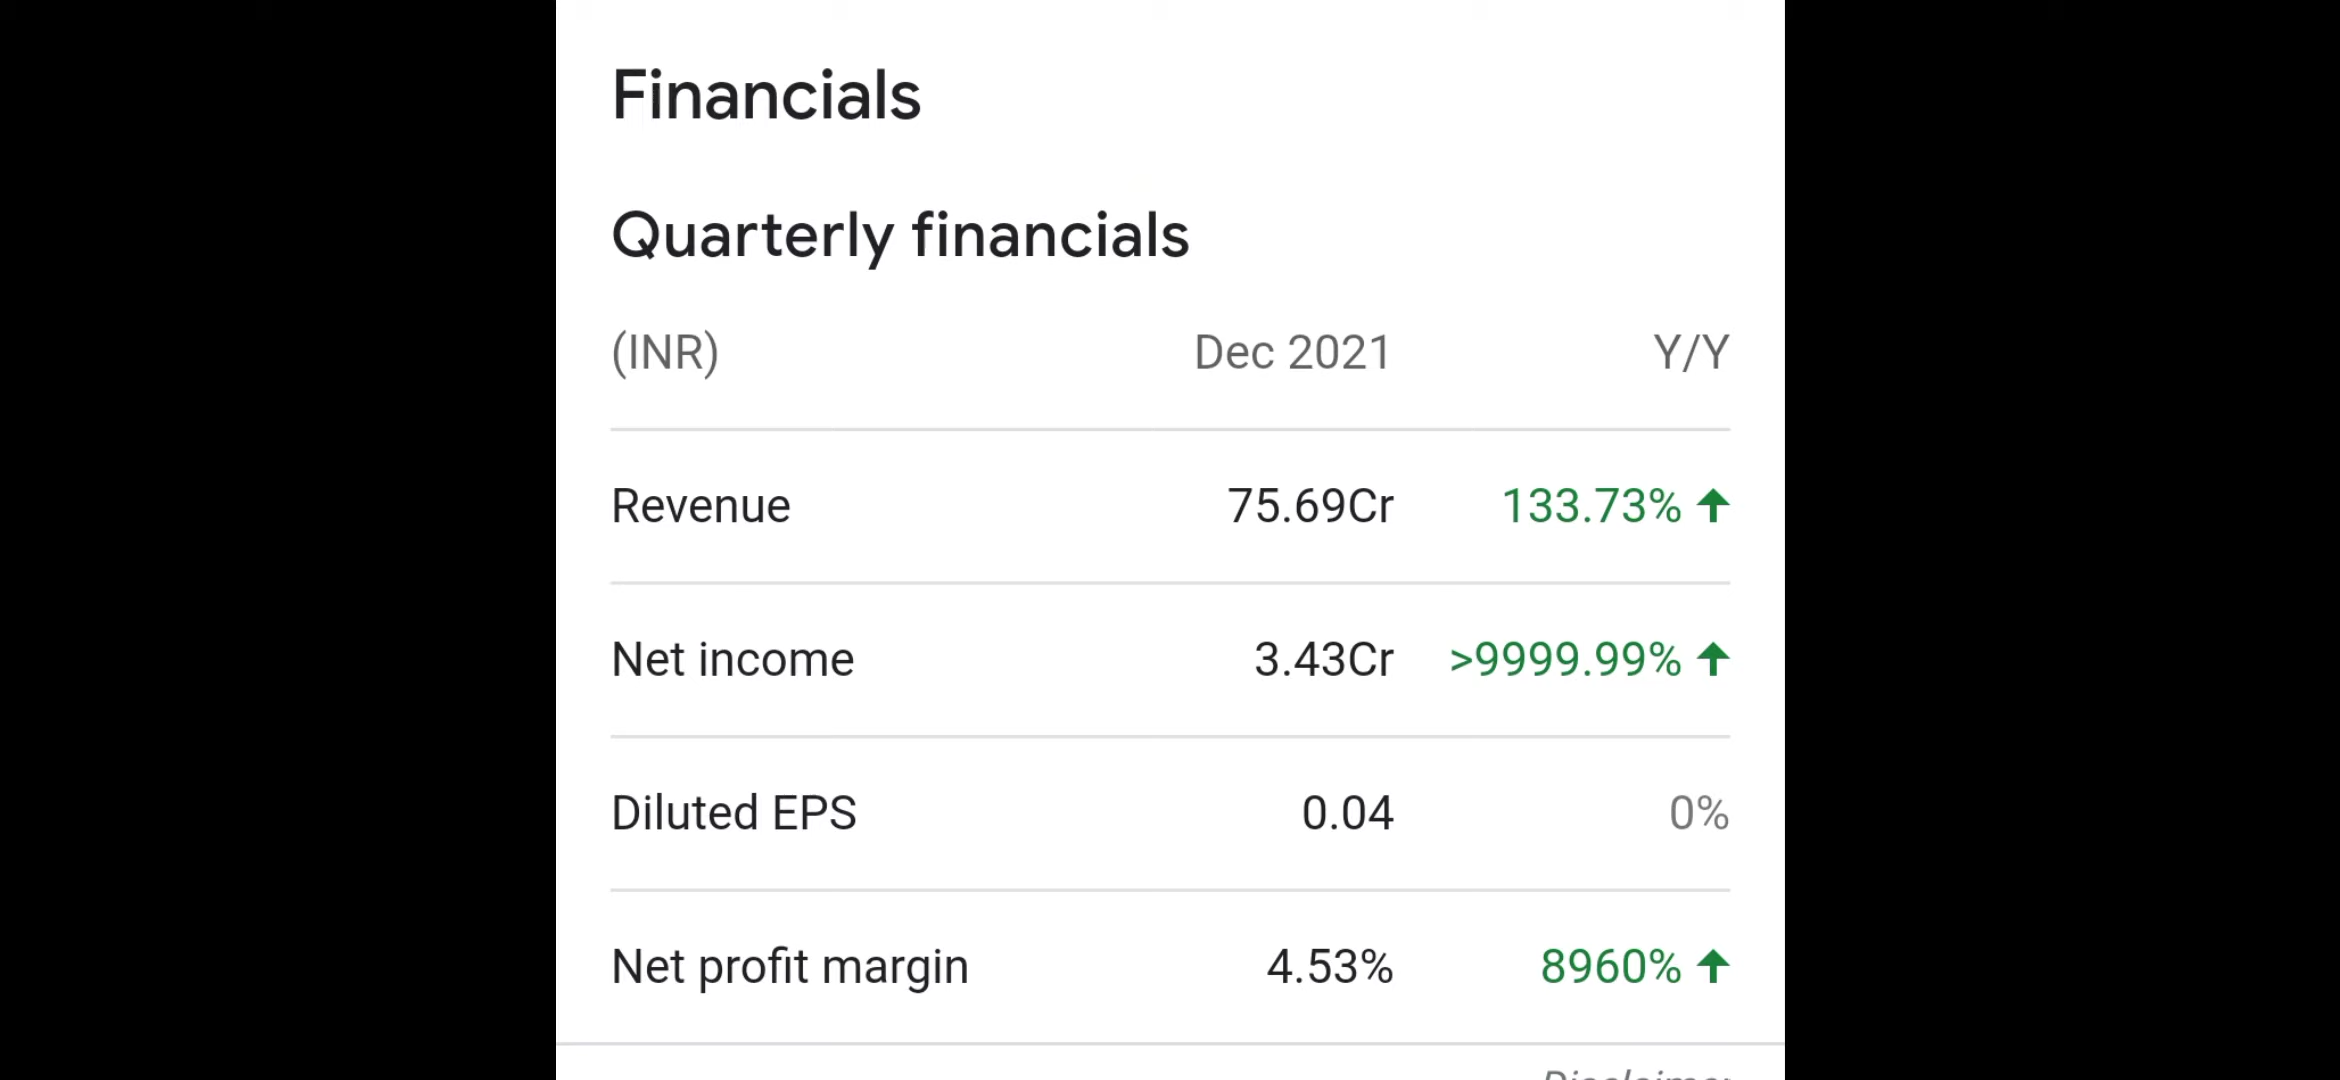 Financials
Quarterly financials
(INR) Dec 2021 Y/Y
Revenue 75.69Cr 133.73% ↑
Net income 3.43Cr >9999.99% ↑
Diluted EPS 0.04 0%
Net profit margin 4.53% 8960% ↑
Disclaimer